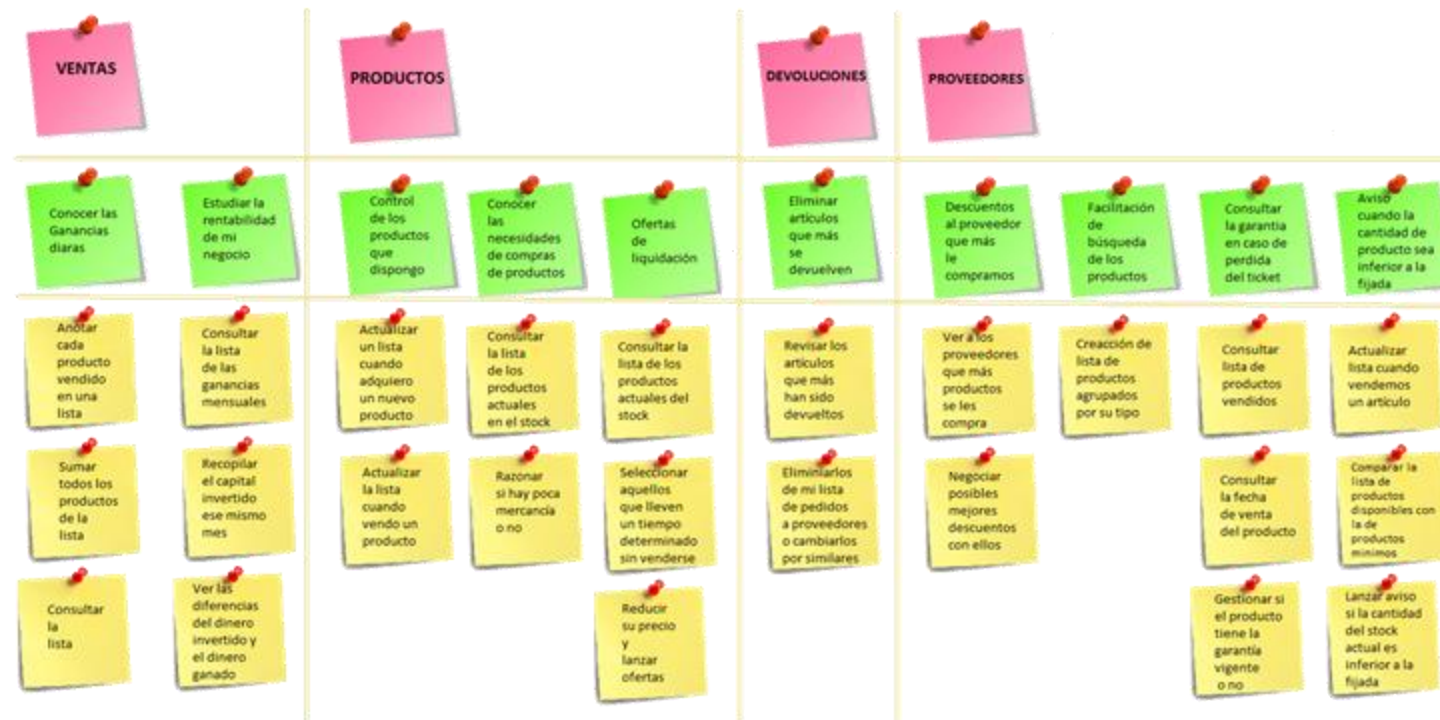 VENTAS
PRODUCTOS
DEVOLUCIONES
PROVEEDORES
Conocer las
Ganancias
diaras
Estudiar la
rentabilidad
de mi
negocio
Control
de los
productos
que
dispongo
Conocer
las
necesidades
de compras
de productos
Ofertas
de
liquidación
Eliminar
artículos
que más
se
devuelven
Descuentos
al proveedor
que más
le
compramos
Facilitación
de
búsqueda
de los
productos
Consultar
la garantia
en caso de
perdida
del ticket
Aviso
cuando la
cantidad de
producto sea
inferior a la
fijada
Anotar
cada
producto
vendido
en una
lista
Consultar
la lista
de las
ganancias
mensuales
Actualizar
un lista
cuando
adquiero
un nuevo
producto
Consultar
la lista
de los
productos
actuales
en el stock
Consultar la
lista de los
productos
actuales del
stock
Revisar los
artículos
que más
han sido
devueltos
Ver a los
proveedores
que más
productos
se les
compra
Creacción de
lista de
productos
agrupados
por su tipo
Consultar
lista de
productos
vendidos
Actualizar
lista cuando
vendemos
un artículo
Sumar
todos los
productos
de la
lista
Recopilar
el capital
invertido
ese mismo
mes
Actualizar
la lista
cuando
vendo un
producto
Razonar
si hay poca
mercancía
o no
Seleccionar
aquellos
que lleven
un tiempo
determinado
sin venderse
Eliminiarlos
de mi lista
de pedidos
a proveedores
o cambiarlos
por similares
Negociar
posibles
mejores
descuentos
con ellos
Consultar
la fecha
de venta
del producto
Comparar la
lista de
productos
disponibles con
la de
productos
minimos
Consultar
la
lista
Ver las
diferencias
del dinero
invertido y
el dinero
ganado
Reducir
su precio
y
lanzar
ofertas
Gestionar si
el producto
tiene la
garantía
vigente
o no
Lanzar aviso
si la cantidad
del stock
actual es
inferior a la
fijada